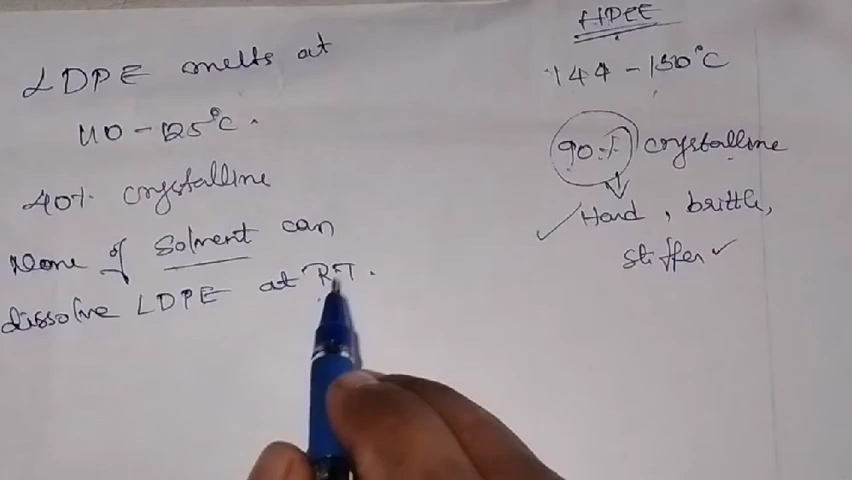 LDPE melts at
110 - 125°C.
40% crystalline
None of Solvent can
dissolve LDPE at RT.
HDPE
144 - 150°C
90% crystalline
Hard, brittle,
stiffer